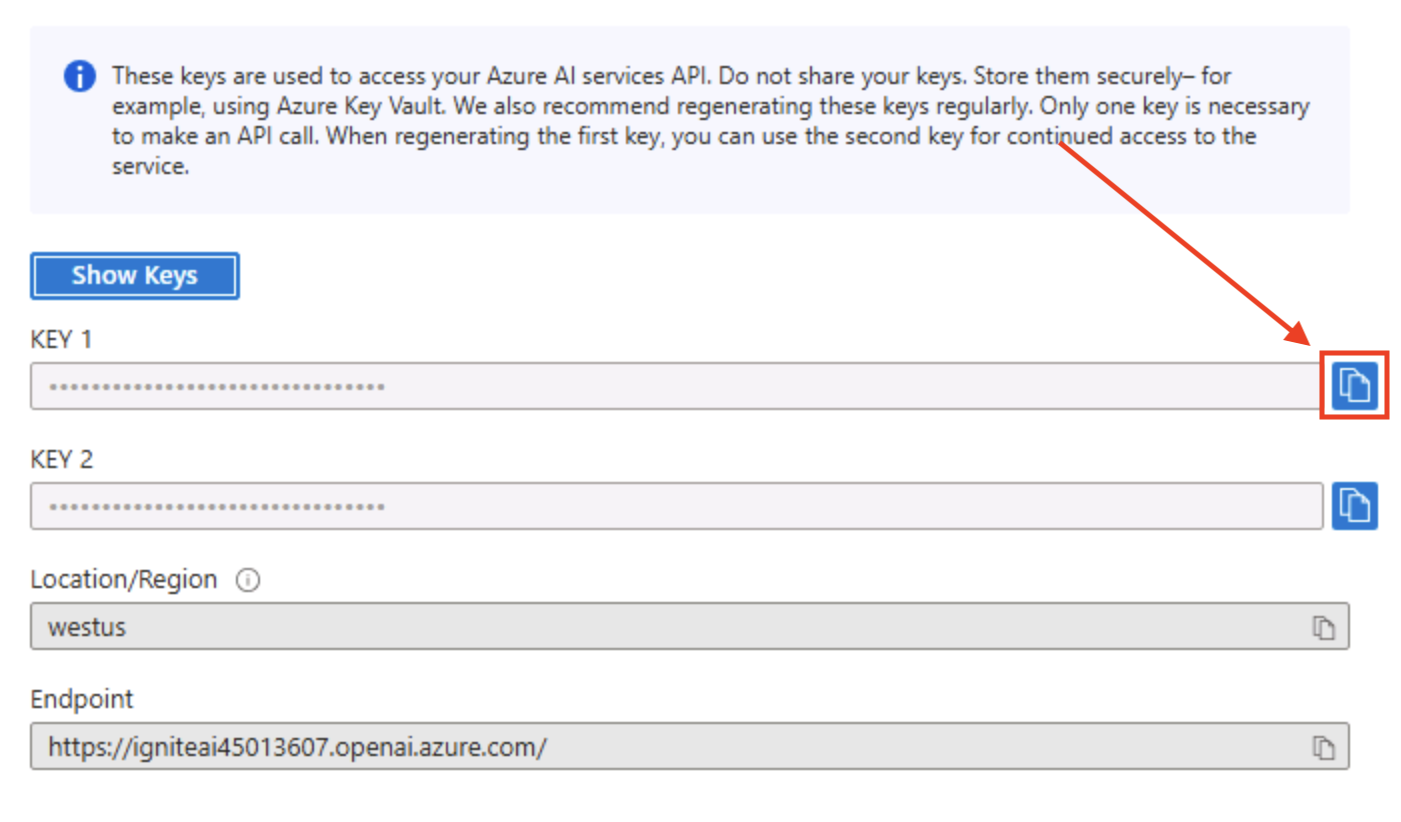 These keys are used to access your Azure AI services API. Do not share your keys. Store them securely– for
example, using Azure Key Vault. We also recommend regenerating these keys regularly. Only one key is necessary
to make an API call. When regenerating the first key, you can use the second key for continued access to the
service.
Show Keys
KEY 1
••••••••••••••••••••••••••••••••
KEY 2
••••••••••••••••••••••••••••••••
Location/Region
westus
Endpoint
https://igniteai45013607.openai.azure.com/